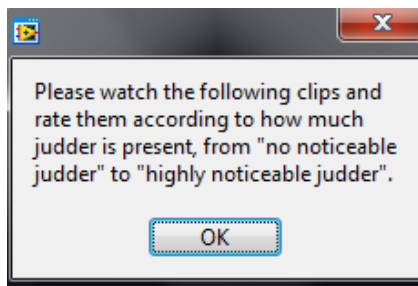 Please watch the following clips and
rate them according to how much
judder is present, from "no noticeable
judder" to "highly noticeable judder".
OK